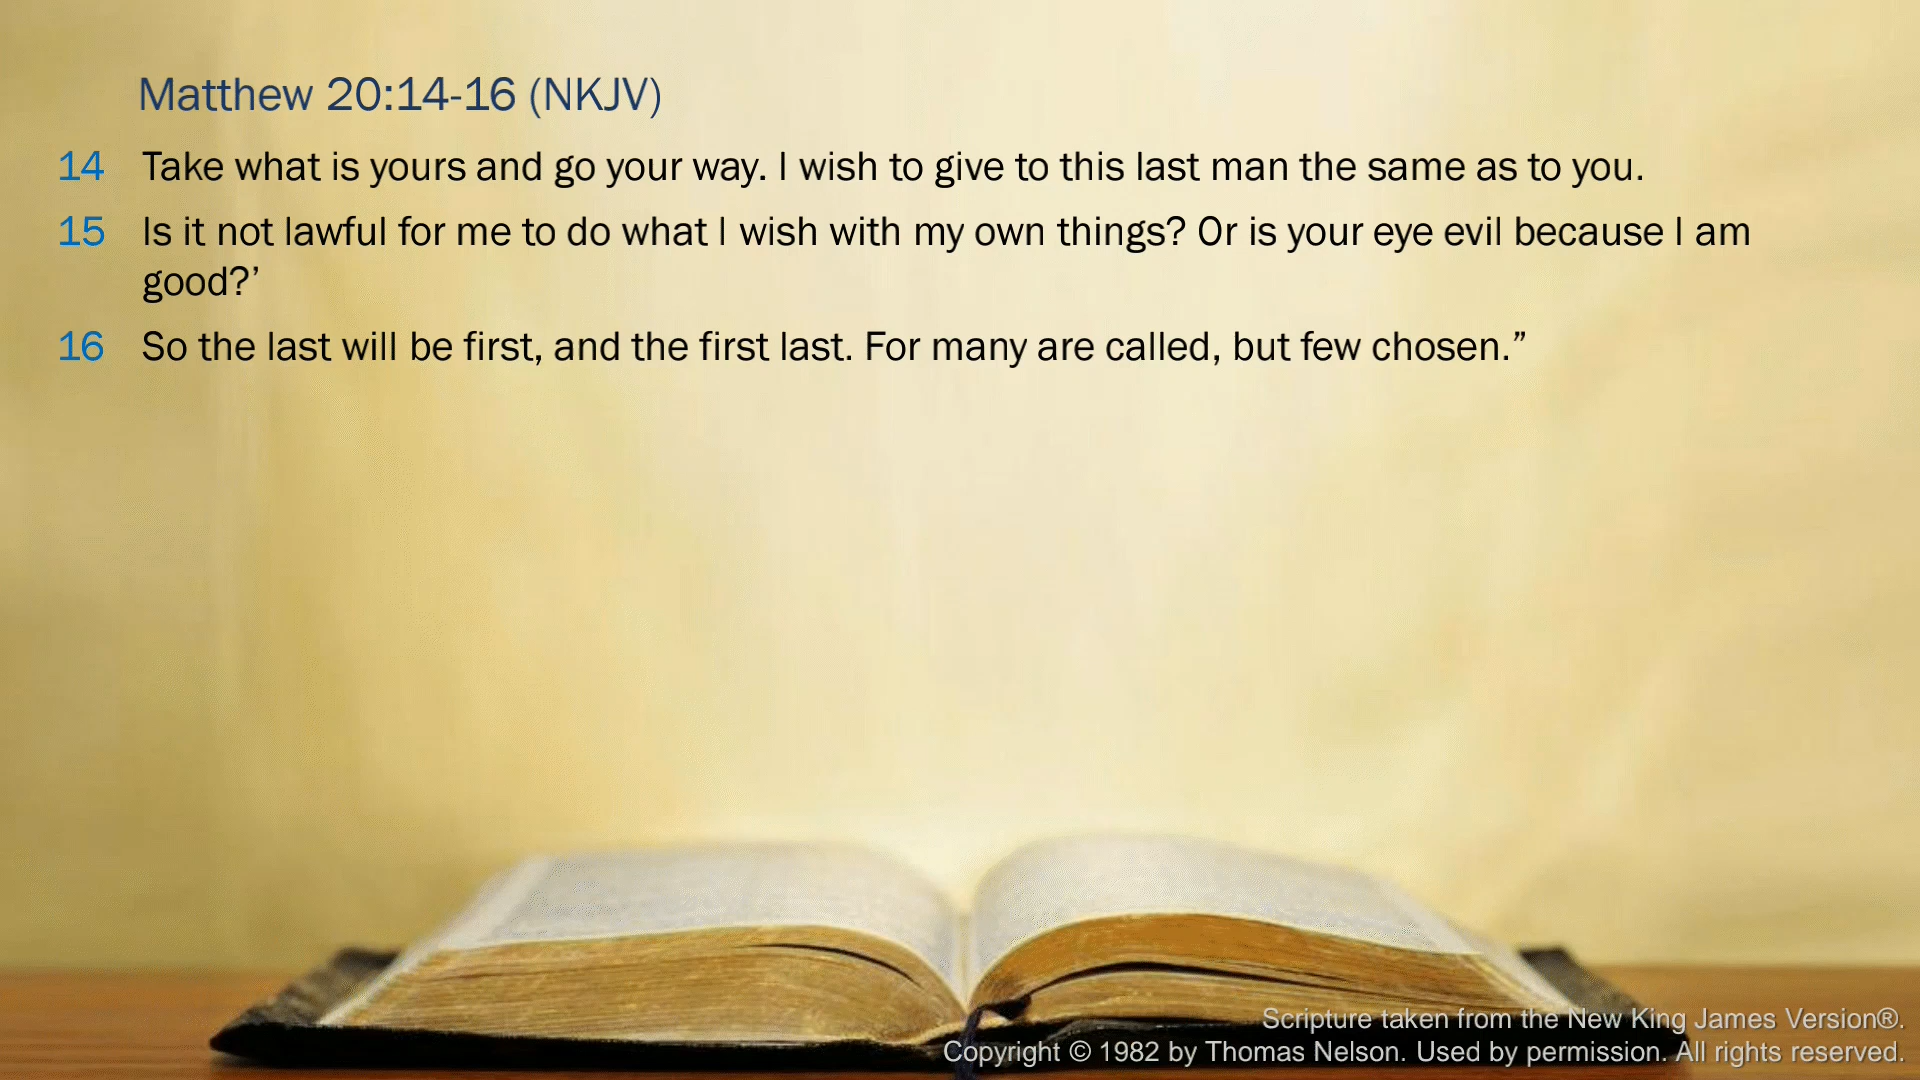 Matthew 20:14-16 (NKJV)
14 Take what is yours and go your way. I wish to give to this last man the same as to you.
15 Is it not lawful for me to do what I wish with my own things? Or is your eye evil because I am
good?’
16 So the last will be first, and the first last. For many are called, but few chosen.”
Scripture taken from the New King James Version®.
Copyright © 1982 by Thomas Nelson. Used by permission. All rights reserved.